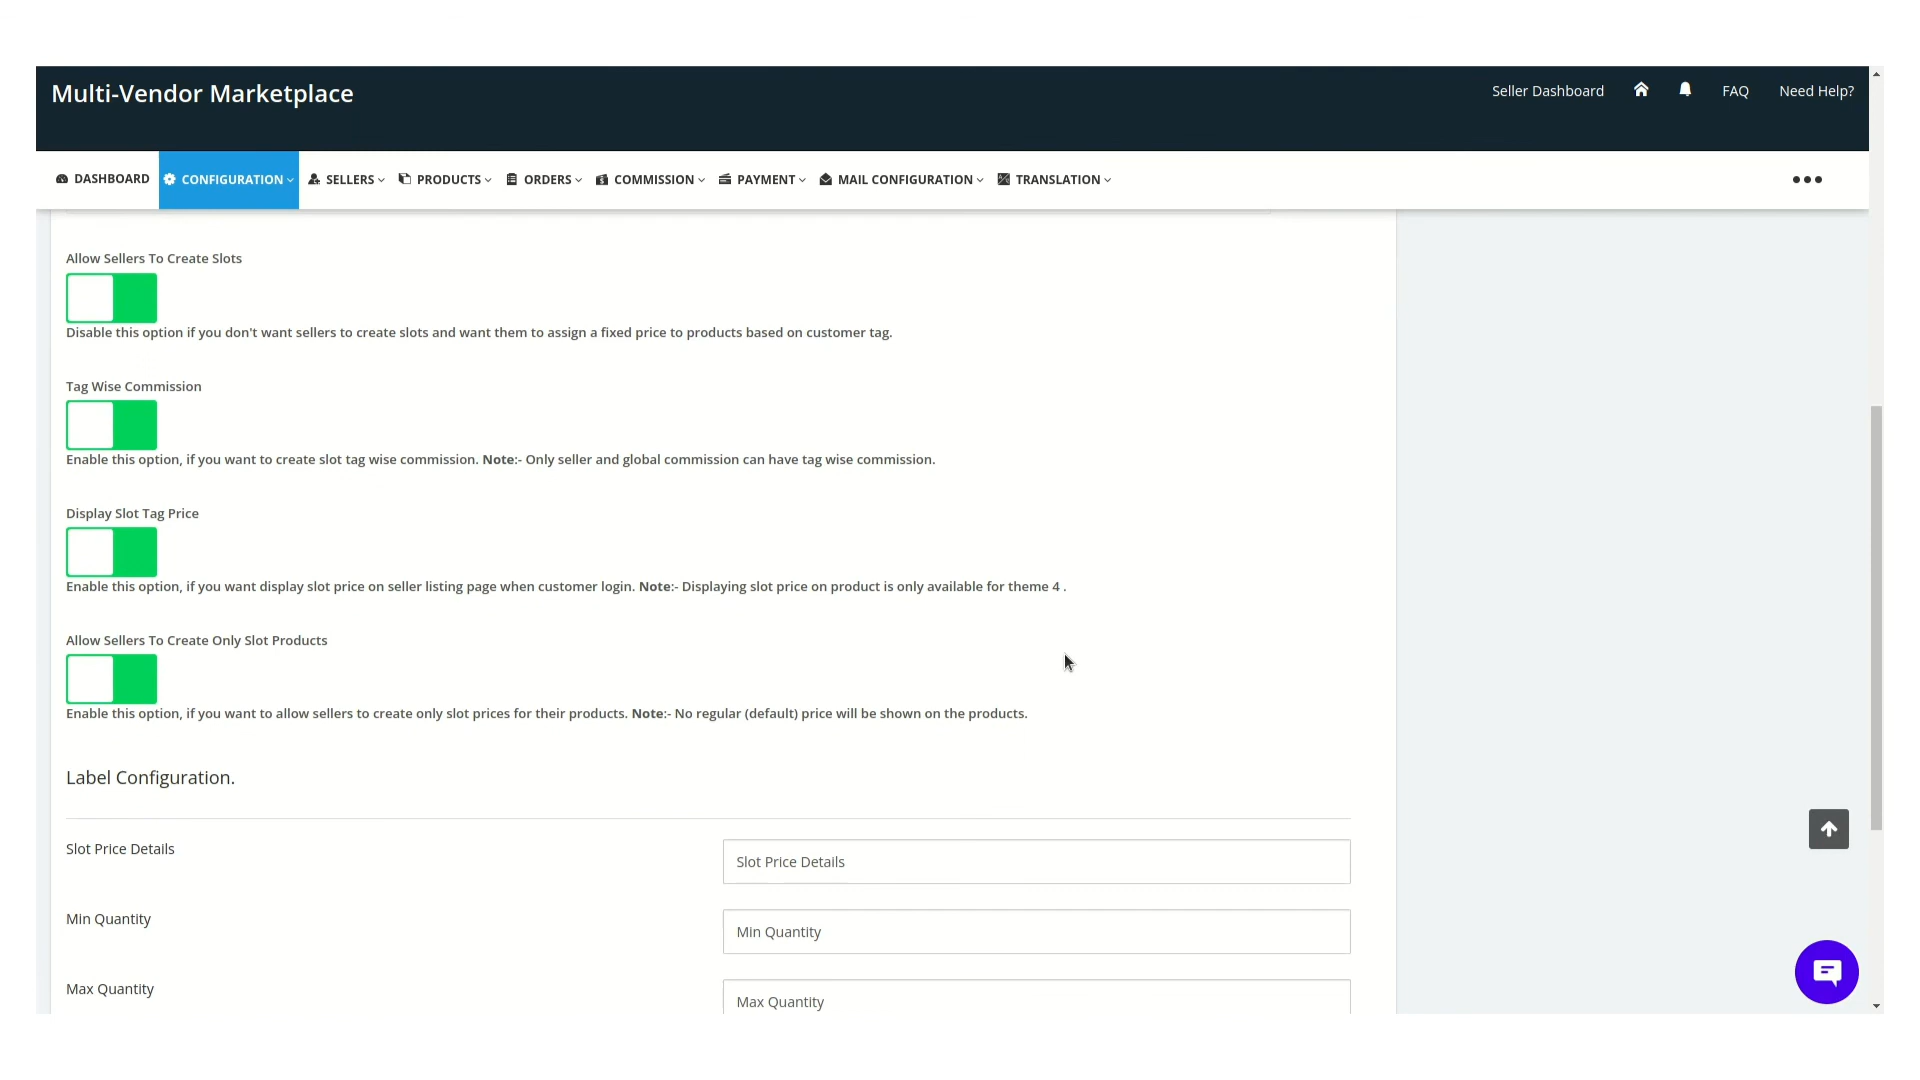 Multi-Vendor Marketplace
Seller Dashboard
FAQ
Need Help?
DASHBOARD
CONFIGURATION
SELLERS
PRODUCTS
ORDERS
COMMISSION
PAYMENT
MAIL CONFIGURATION
TRANSLATION
Allow Sellers To Create Slots
Disable this option if you don't want sellers to create slots and want them to assign a fixed price to products based on customer tag.
Tag Wise Commission
Enable this option, if you want to create slot tag wise commission. Note:- Only seller and global commission can have tag wise commission.
Display Slot Tag Price
Enable this option, if you want display slot price on seller listing page when customer login. Note:- Displaying slot price on product is only available for theme 4 .
Allow Sellers To Create Only Slot Products
Enable this option, if you want to allow sellers to create only slot prices for their products. Note:- No regular (default) price will be shown on the products.
Label Configuration.
Slot Price Details
Slot Price Details
Min Quantity
Min Quantity
Max Quantity
Max Quantity